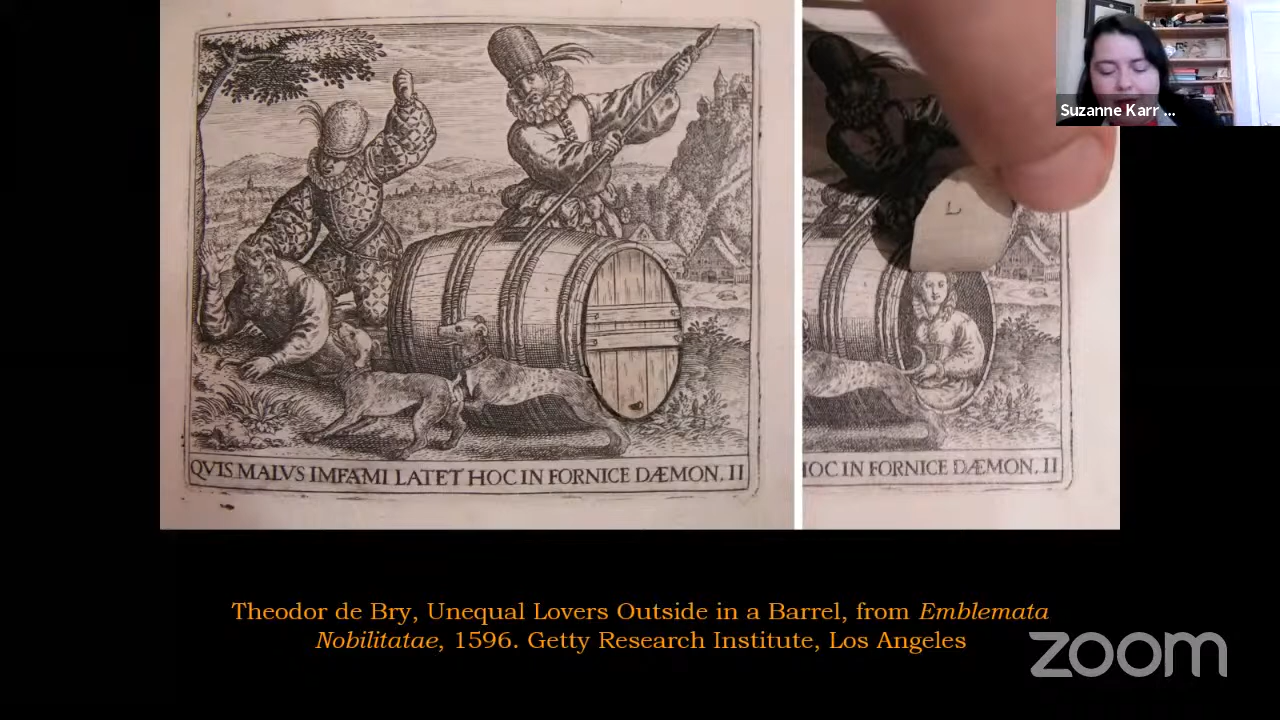 Suzanne Karr ...
L
QVIS MALVS IMFAMI LATET HOC IN FORNICE DÆMON. II
HOC IN FORNICE DÆMON. II
Theodor de Bry, Unequal Lovers Outside in a Barrel, from Emblemata
Nobilitatae, 1596. Getty Research Institute, Los Angeles
zoom